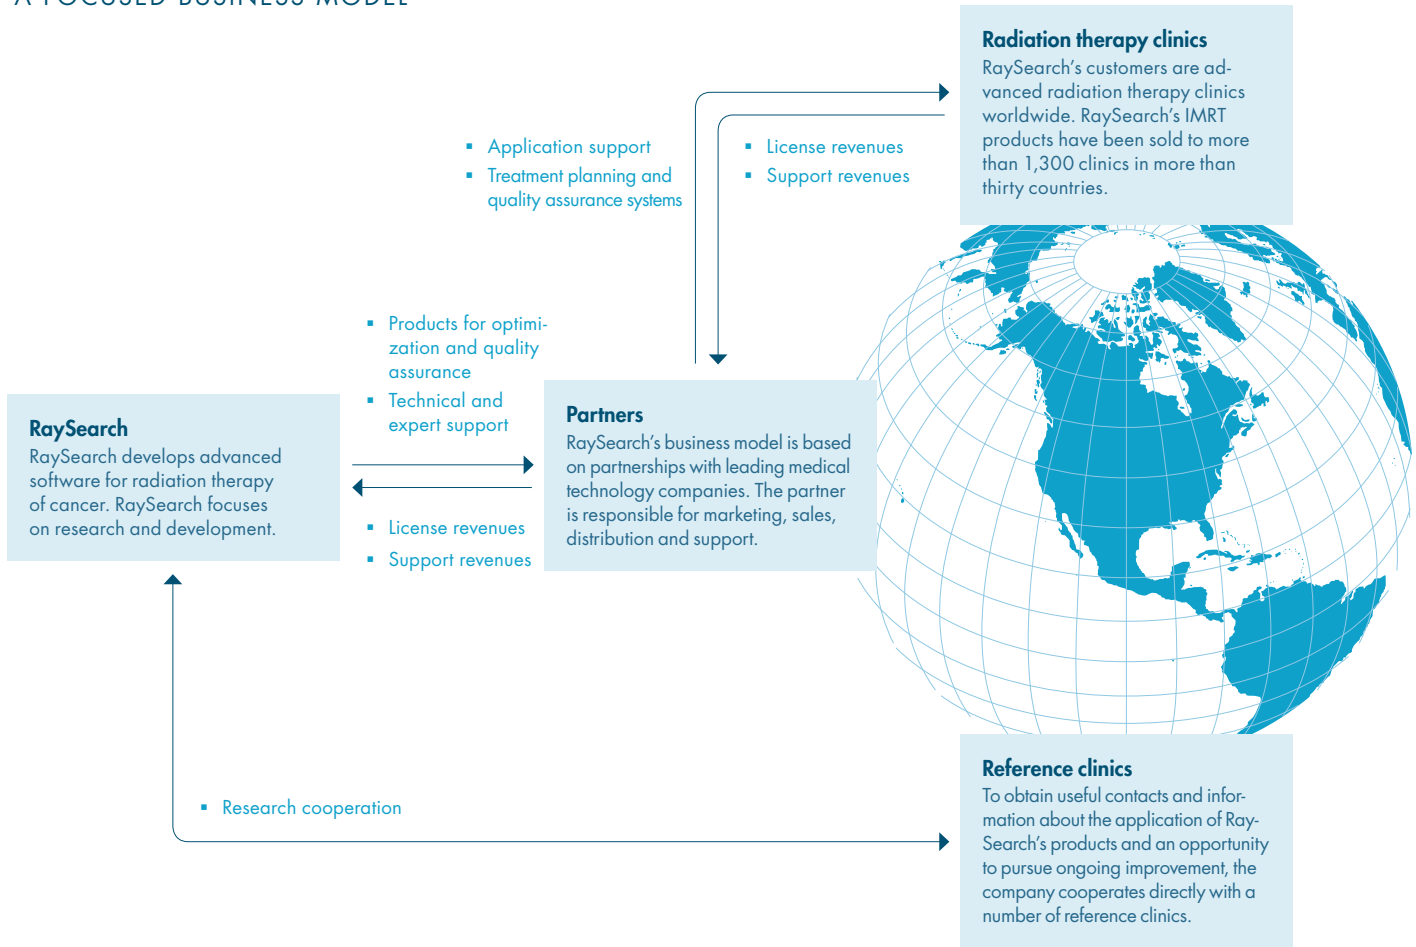 A FOCUSED BUSINESS MODEL
Radiation therapy clinics
RaySearch's customers are ad-
vanced radiation therapy clinics
worldwide. RaySearch's IMRT
products have been sold to more
than 1,300 clinics in more than
thirty countries.
▪ Application support
▪ Treatment planning and
quality assurance systems
▪ License revenues
▪ Support revenues
▪ Products for optimi-
zation and quality
assurance
▪ Technical and
expert support
RaySearch
RaySearch develops advanced
software for radiation therapy
of cancer. RaySearch focuses
on research and development.
Partners
RaySearch's business model is based
on partnerships with leading medical
technology companies. The partner
is responsible for marketing, sales,
distribution and support.
▪ License revenues
▪ Support revenues
▪ Research cooperation
Reference clinics
To obtain useful contacts and infor-
mation about the application of Ray-
Search's products and an opportunity
to pursue ongoing improvement, the
company cooperates directly with a
number of reference clinics.